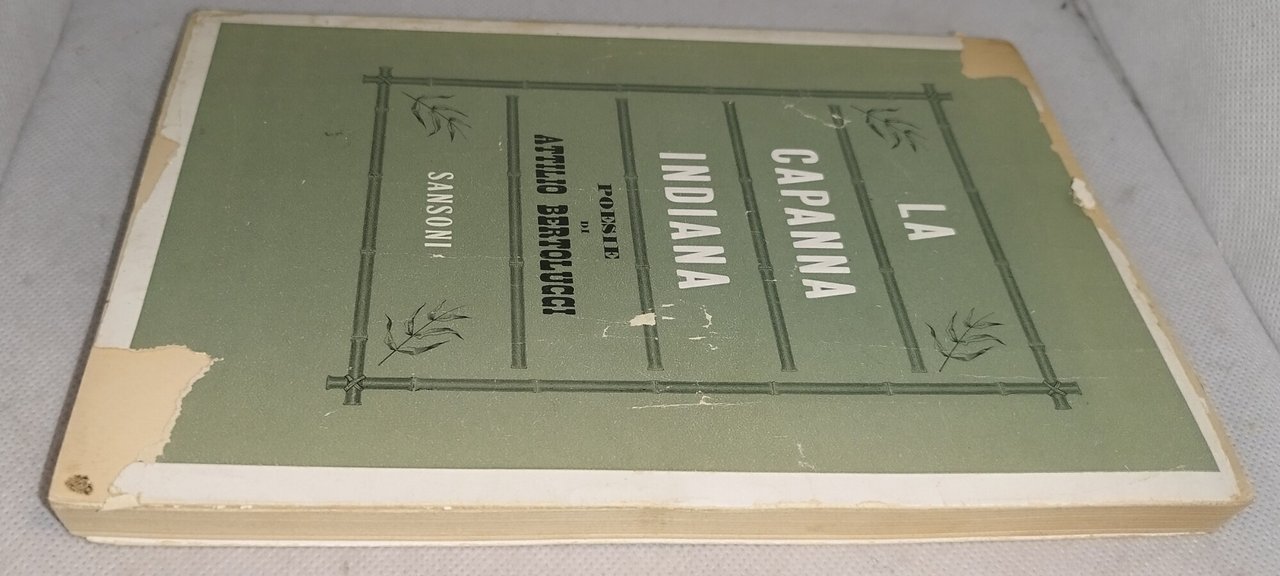 LA
CAPANNA
INDIANA
POESIE
DI
ATTILIO BERTOLUCCI
SANSONI